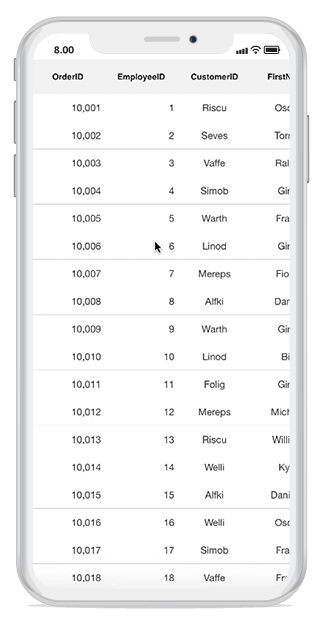 8.00
OrderID EmployeeID CustomerID FirstN
10,001 1 Riscu Osc
10,002 2 Seves Torr
10,003 3 Vaffe Ral
10,004 4 Simob Gir
10,005 5 Warth Fra
10,006 6 Linod Gir
10,007 7 Mereps Fio
10,008 8 Alfki Dar
10,009 9 Warth Gir
10,010 10 Linod Bi
10,011 11 Folig Gir
10,012 12 Mereps Mich
10,013 13 Riscu Willi
10,014 14 Welli Ky
10,015 15 Alfki Dani
10,016 16 Welli Osc
10,017 17 Simob Fra
10,018 18 Vaffe Fr